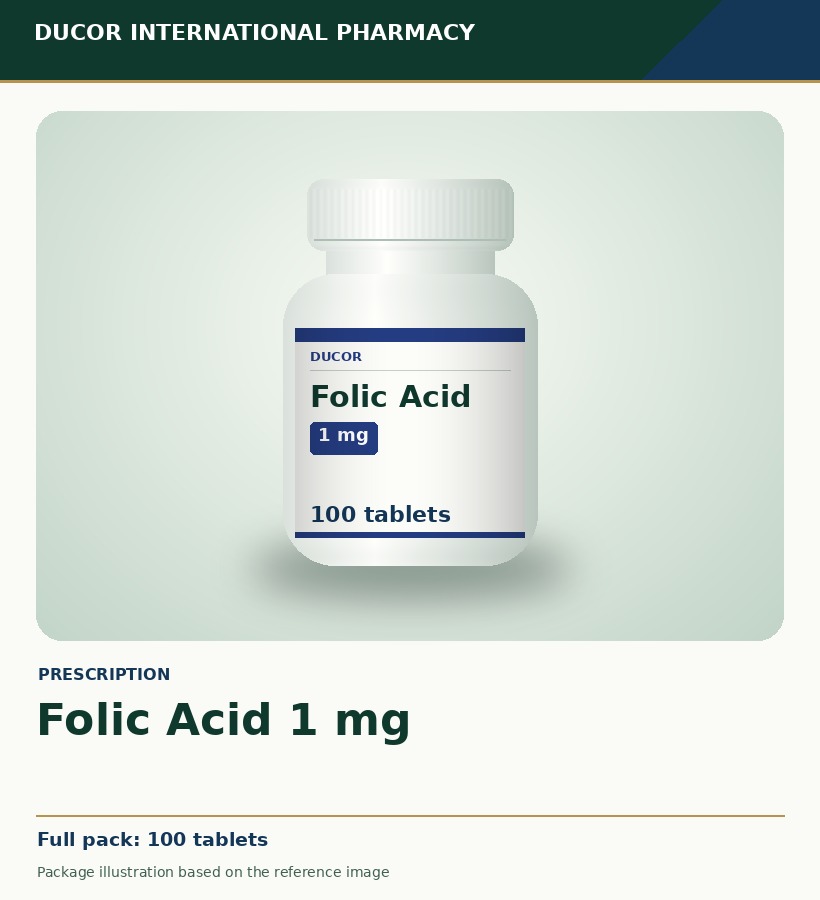 DUCOR INTERNATIONAL PHARMACY
DUCOR
Folic Acid
1 mg
100 tablets
PRESCRIPTION
Folic Acid 1 mg
Full pack: 100 tablets
Package illustration based on the reference image